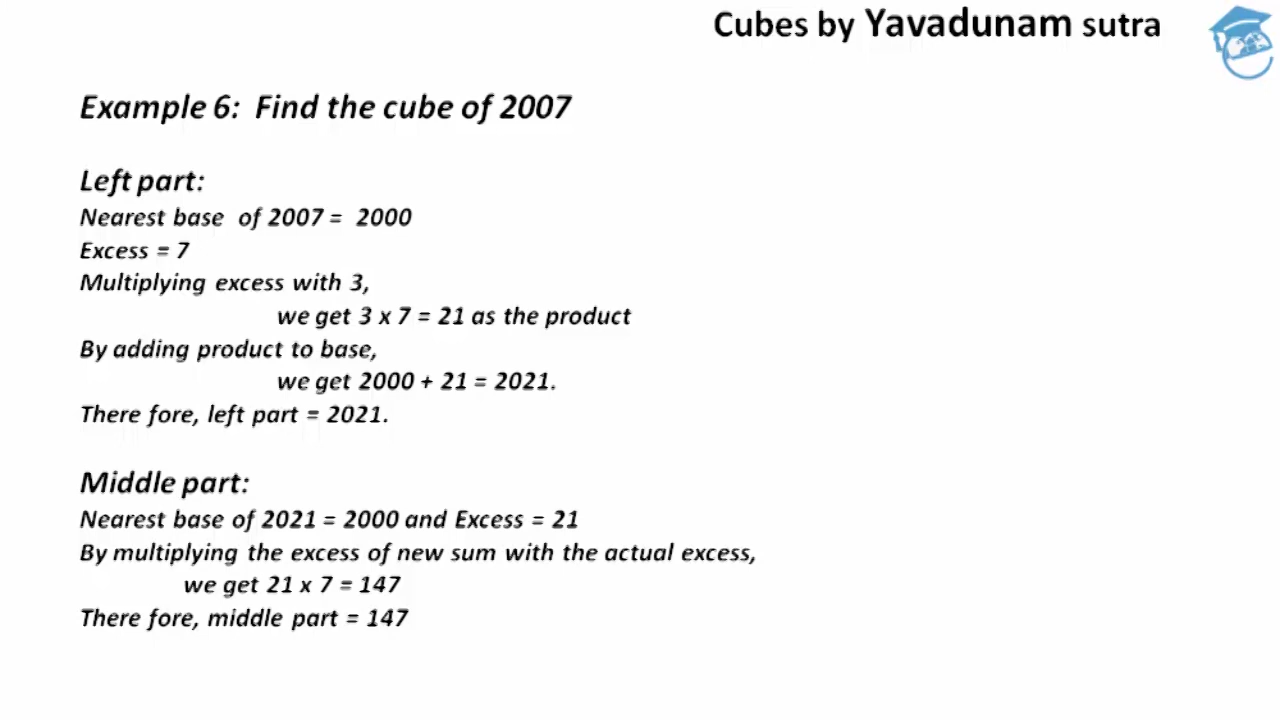 Cubes by Yavadunam sutra
Example 6: Find the cube of 2007
Left part:
Nearest base of 2007 = 2000
Excess = 7
Multiplying excess with 3,
we get 3 x 7 = 21 as the product
By adding product to base,
we get 2000 + 21 = 2021.
There fore, left part = 2021.
Middle part:
Nearest base of 2021 = 2000 and Excess = 21
By multiplying the excess of new sum with the actual excess,
we get 21 x 7 = 147
There fore, middle part = 147